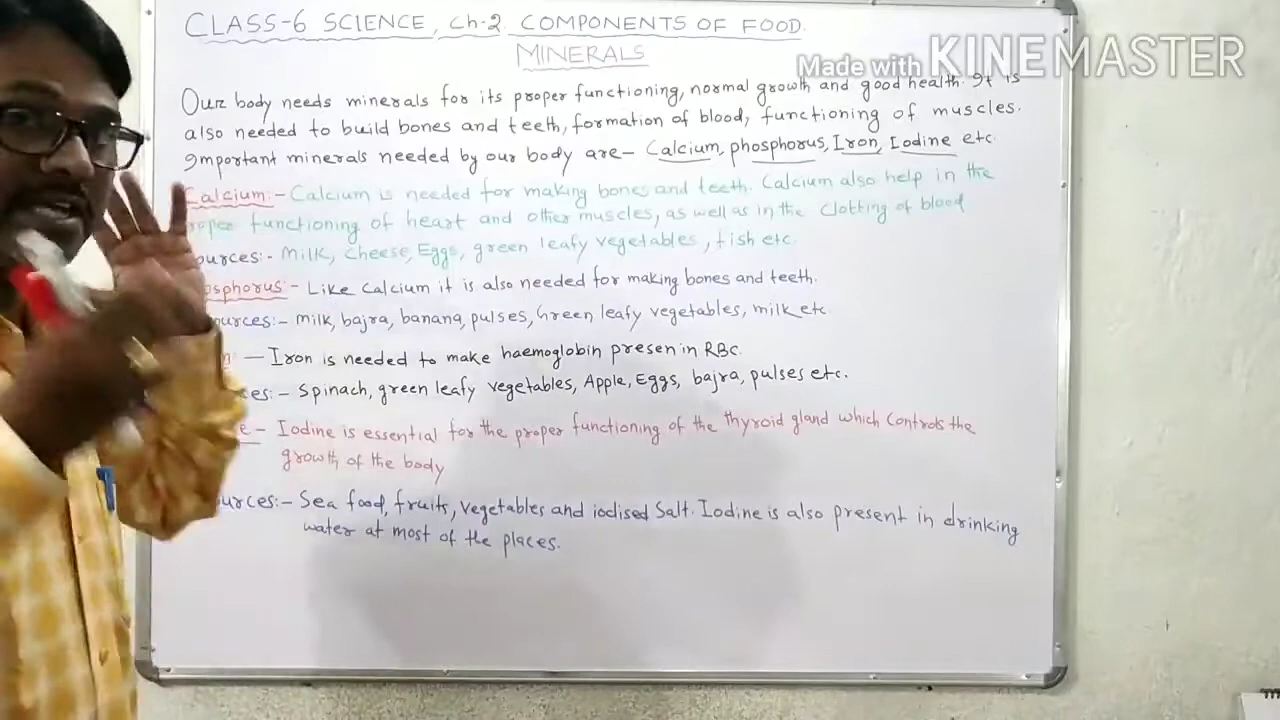 CLASS-6 SCIENCE, Ch-2 COMPONENTS OF FOOD.
MINERALS
Made with KINEMASTER
Our body needs minerals for its proper functioning, normal growth and good health. It is
also needed to build bones and teeth, formation of blood, functioning of muscles.
Important minerals needed by our body are- Calcium, phosphorus, Iron, Iodine etc.
Calcium:- Calcium is needed for making bones and teeth. Calcium also help in the
roper functioning of heart and other muscles, as well as in the clotting of blood
ources:- Milk, Cheese, Eggs, green leafy vegetables, fish etc.
osphorus:- Like Calcium it is also needed for making bones and teeth.
ources:- Milk, bajra, banana, pulses, Green leafy vegetables, milk etc.
- Iron is needed to make haemoglobin presen in RBC.
es:- Spinach, green leafy vegetables, Apple, Eggs, bajra, pulses etc.
e- Iodine is essential for the proper functioning of the thyroid gland which Controls the
growth of the body
urces:- Sea food, fruits, vegetables and iodised Salt. Iodine is also present in drinking
water at most of the places.